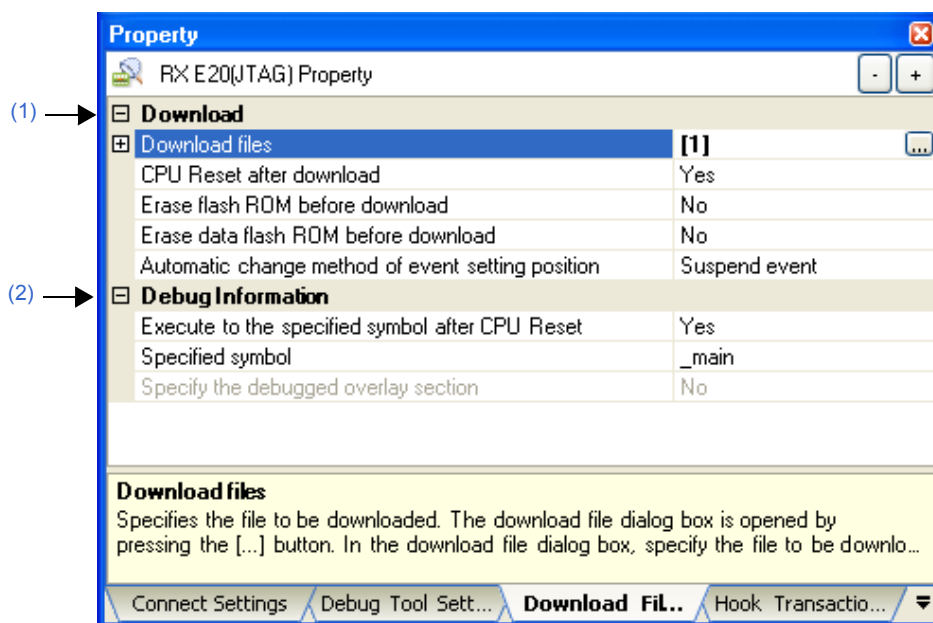 Property
RX E20(JTAG) Property - +
(1) Download
Download files [1] ...
CPU Reset after download Yes
Erase flash ROM before download No
Erase data flash ROM before download No
Automatic change method of event setting position Suspend event
(2) Debug Information
Execute to the specified symbol after CPU Reset Yes
Specified symbol _main
Specify the debugged overlay section No
Download files
Specifies the file to be downloaded. The download file dialog box is opened by
pressing the [...] button. In the download file dialog box, specify the file to be downlo...
Connect Settings Debug Tool Sett... Download Fil... Hook Transactio...